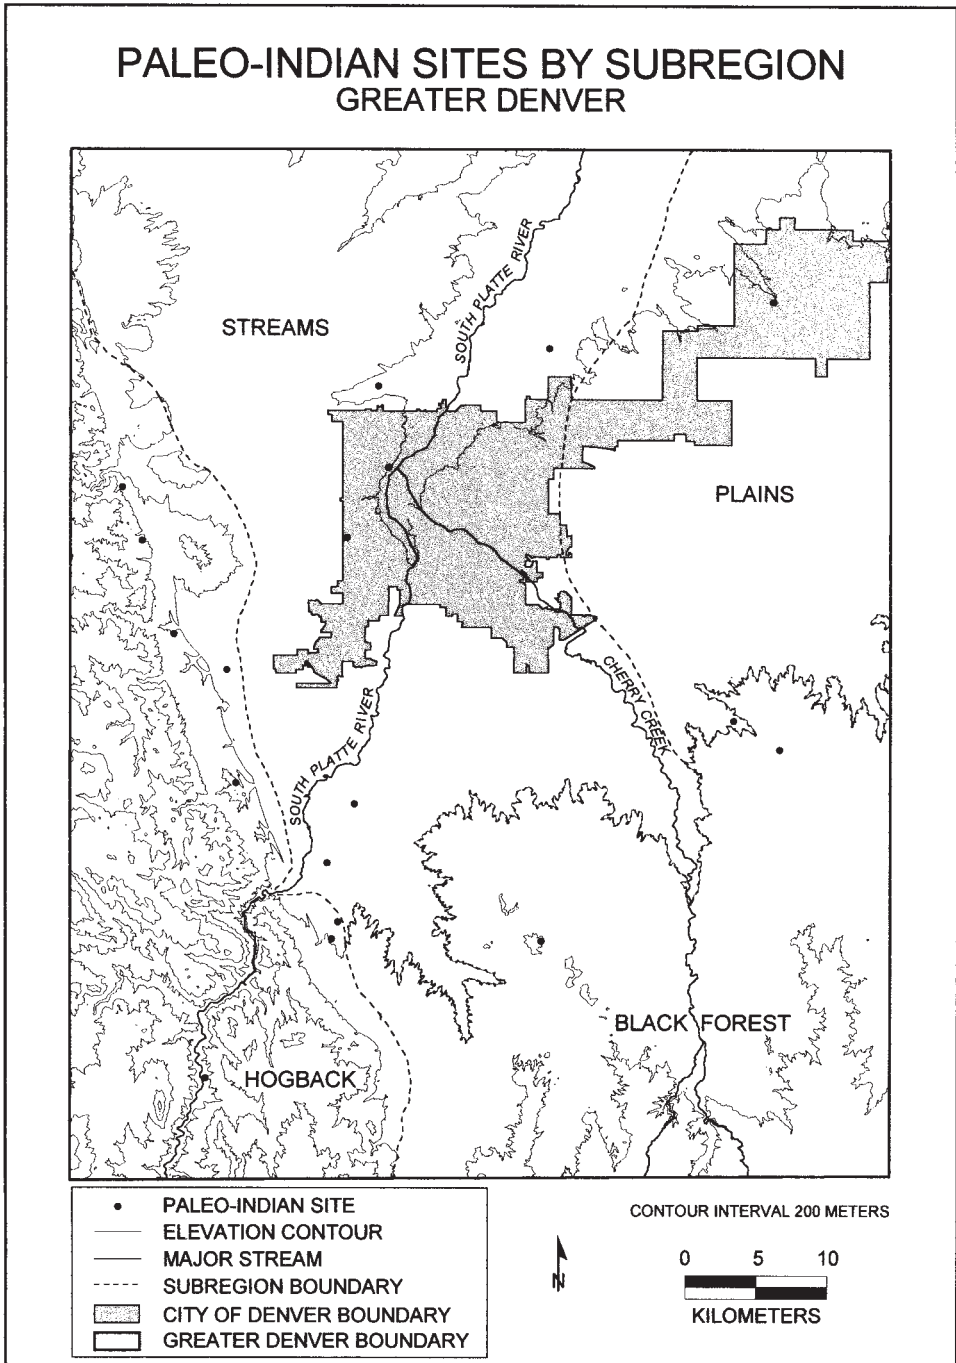 PALEO-INDIAN SITES BY SUBREGION
GREATER DENVER
SOUTH PLATTE RIVER
STREAMS
PLAINS
CHERRY CREEK
SOUTH PLATTE RIVER
BLACK FOREST
HOGBACK
PALEO-INDIAN SITE
ELEVATION CONTOUR
MAJOR STREAM
SUBREGION BOUNDARY
CITY OF DENVER BOUNDARY
GREATER DENVER BOUNDARY
N
CONTOUR INTERVAL 200 METERS
0 5 10
KILOMETERS